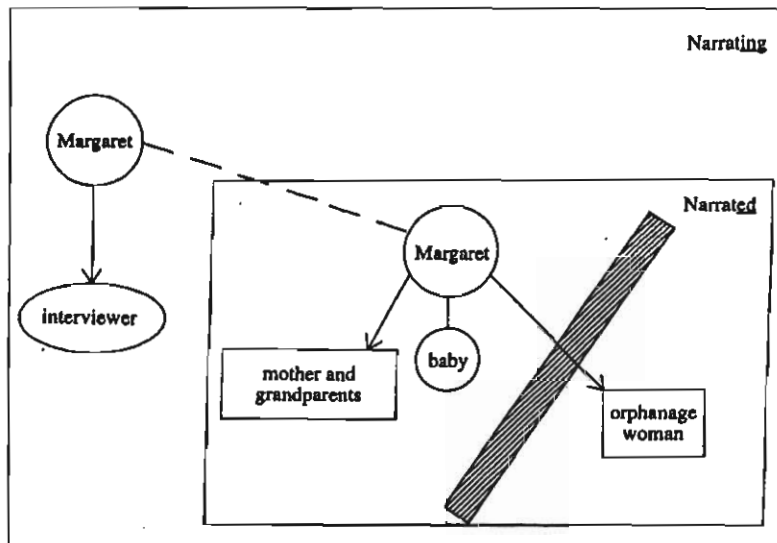 Narrating
Margaret
Narrated
Margaret
interviewer
baby
mother and
grandparents
orphanage
woman